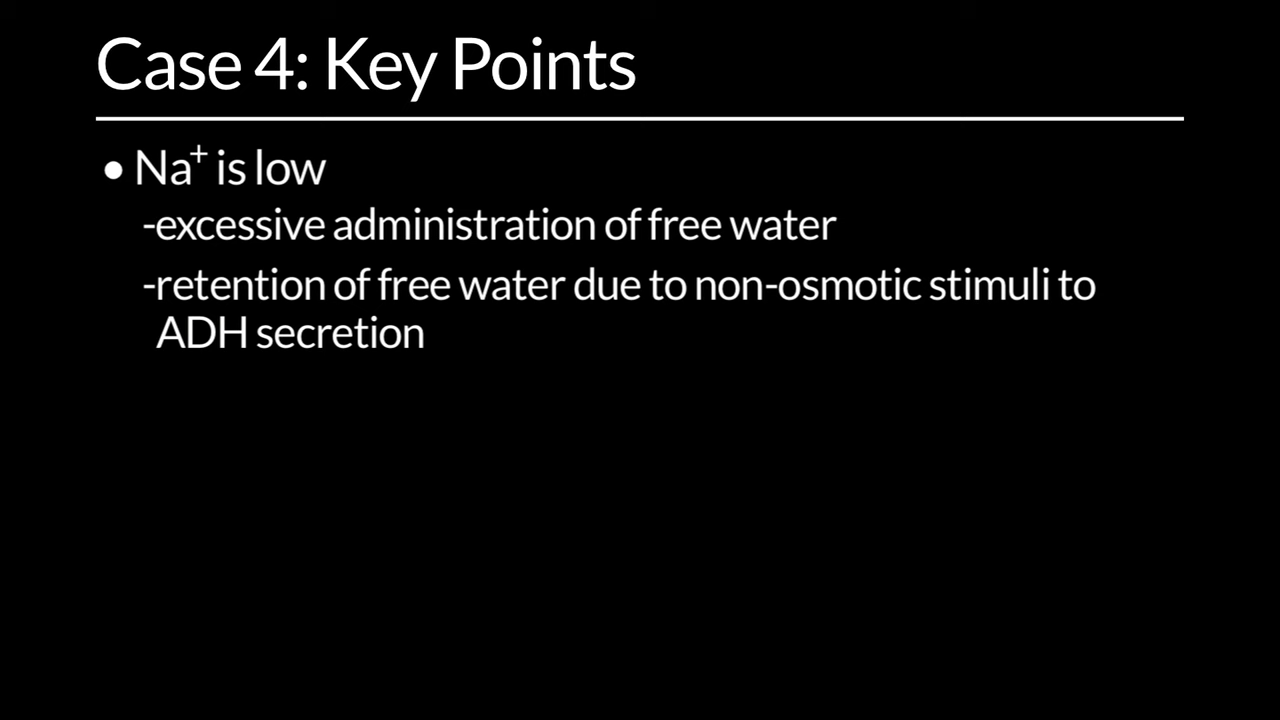 Case 4: Key Points
• Na⁺ is low
-excessive administration of free water
-retention of free water due to non-osmotic stimuli to
ADH secretion